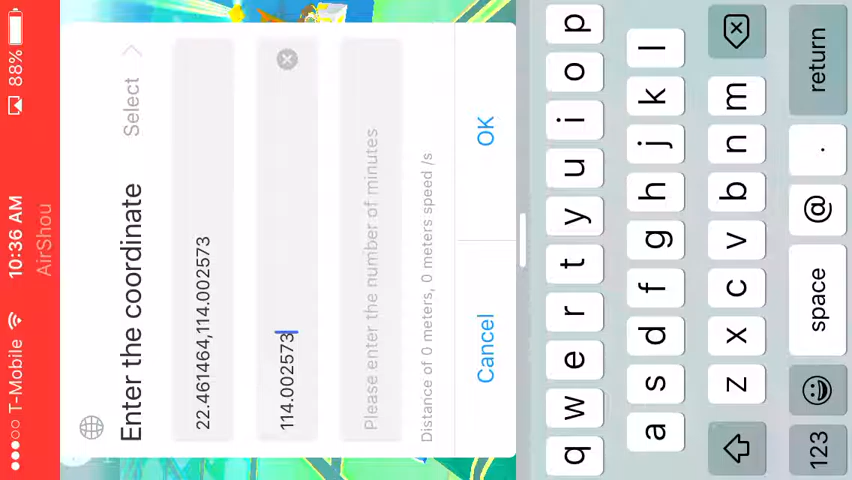 ●●●○○ T-Mobile 10:36 AM 88%
AirShou
Enter the coordinate Select
22.461464,114.002573
114.002573
Please enter the number of minutes
Distance of 0 meters, 0 meters speed /s
Cancel OK
q w e r t y u i o p
a s d f g h j k l
z x c v b n m
123 space @ . return